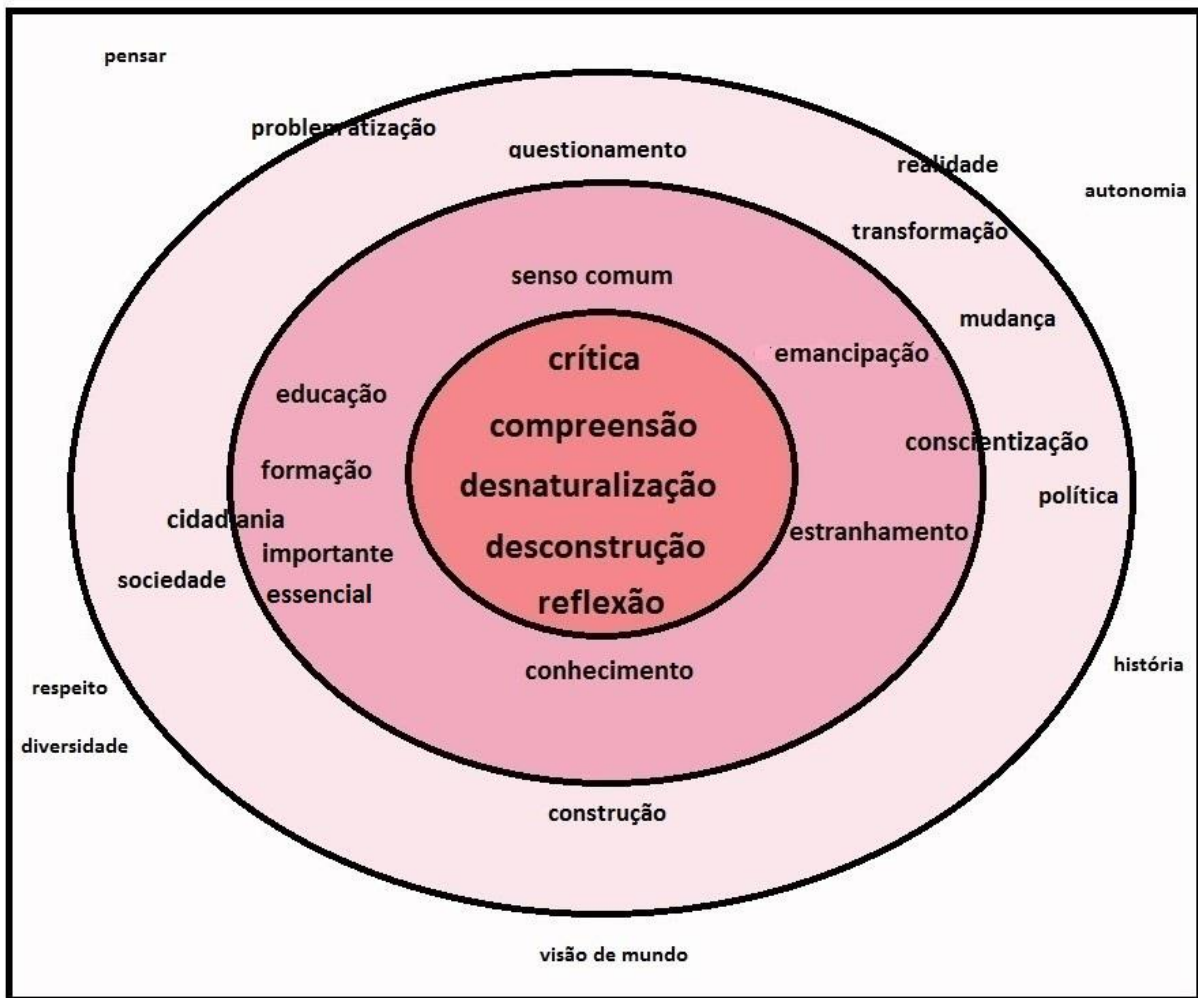 pensar
problematização
questionamento
realidade
autonomia
transformação
senso comum
mudança
crítica
emancipação
educação
compreensão
conscientização
formação
desnaturalização
política
cidadania
estranhamento
desconstrução
importante
sociedade
essencial
reflexão
história
conhecimento
respeito
diversidade
construção
visão de mundo